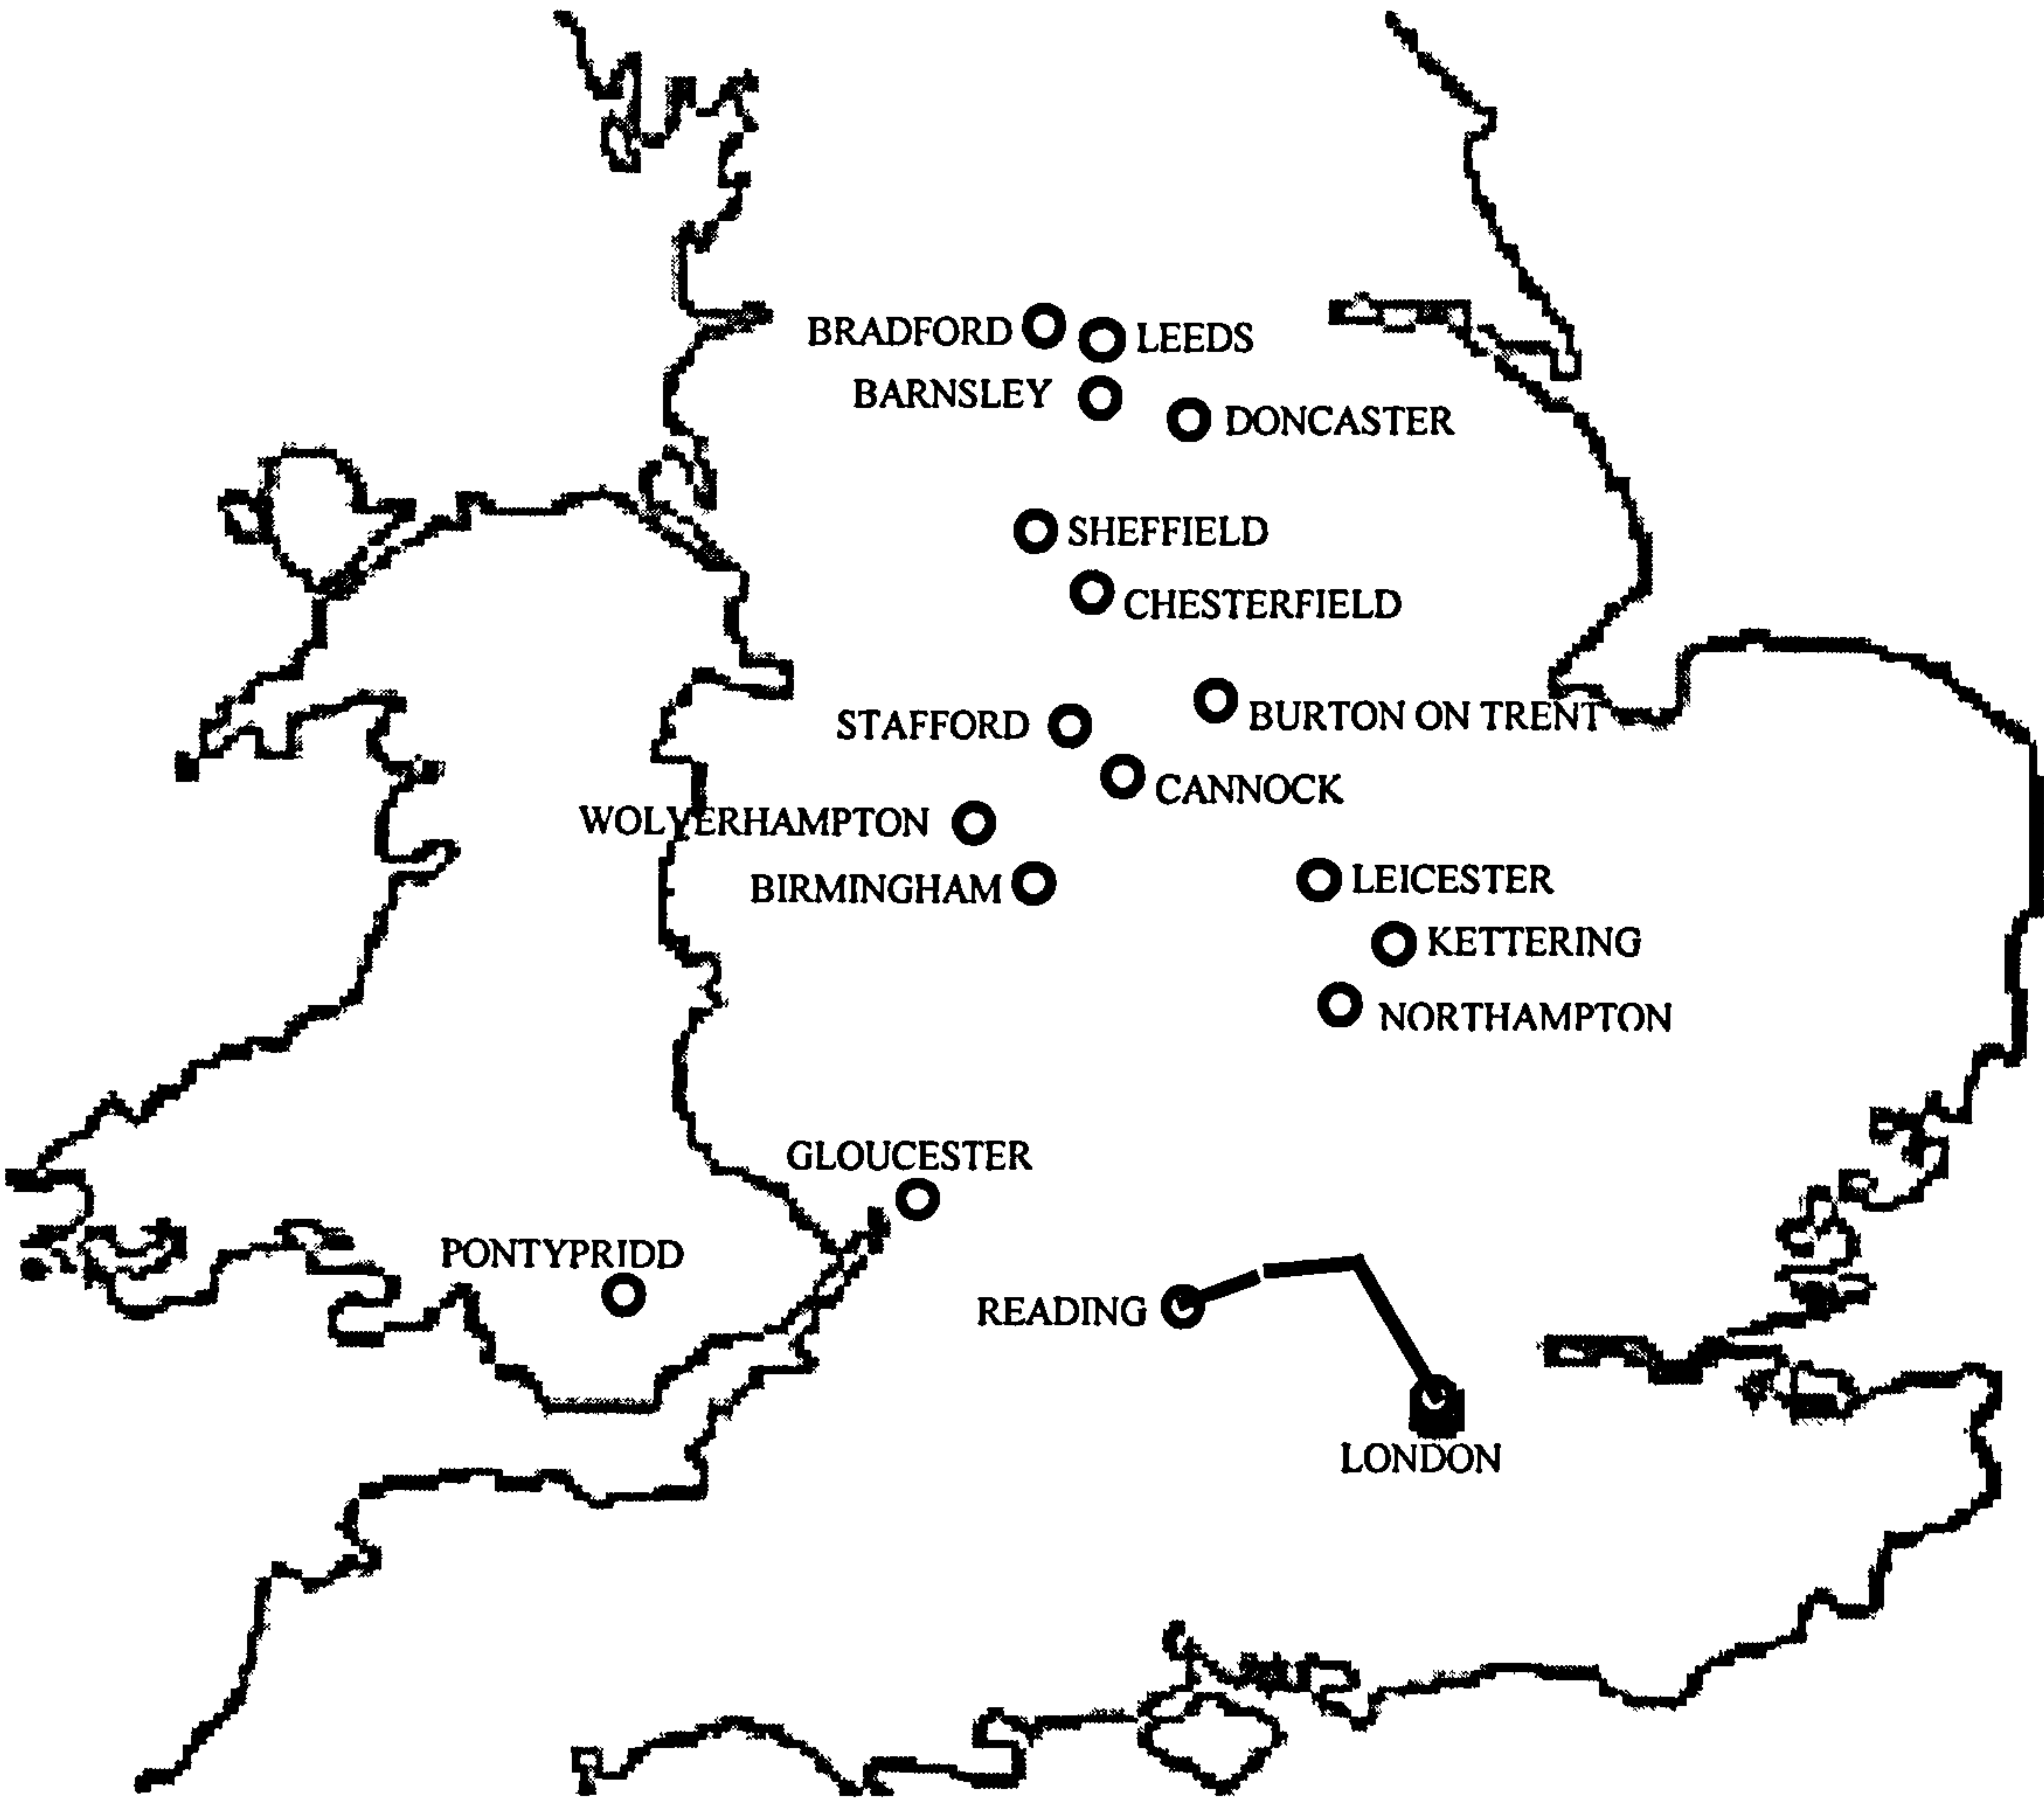 BRADFORD
LEEDS
BARNSLEY
DONCASTER
SHEFFIELD
CHESTERFIELD
BURTON ON TRENT
STAFFORD
CANNOCK
WOLVERHAMPTON
BIRMINGHAM
LEICESTER
KETTERING
NORTHAMPTON
GLOUCESTER
PONTYPRIDD
READING
LONDON